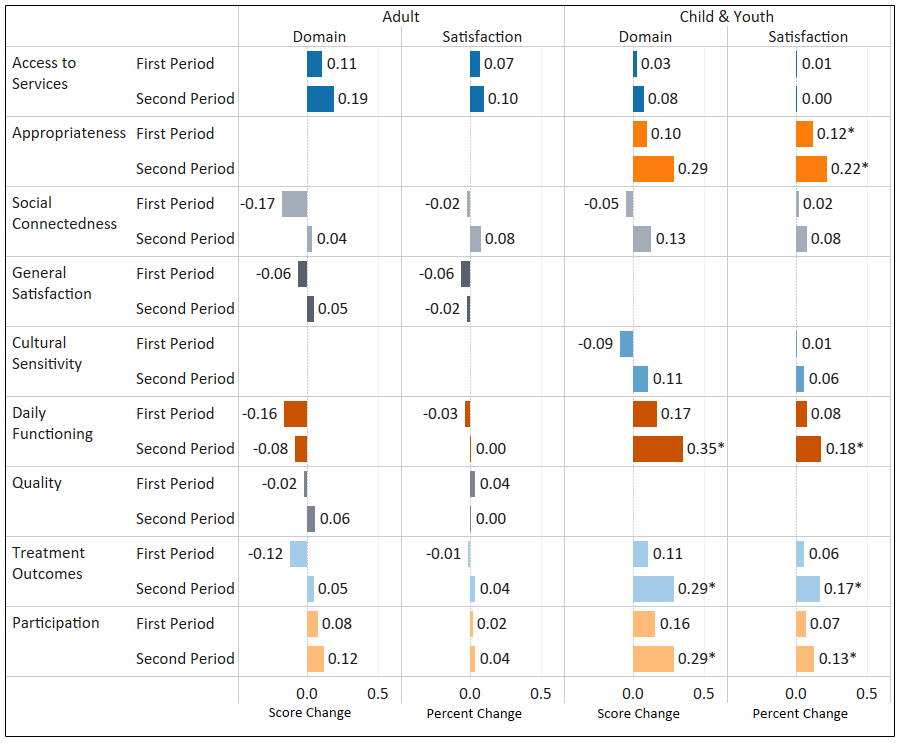 Adult Child & Youth
Domain Satisfaction Domain Satisfaction
Access to Services First Period 0.11 0.07 0.03 0.01
Second Period 0.19 0.10 0.08 0.00
Appropriateness First Period 0.10 0.12*
Second Period 0.29 0.22*
Social Connectedness First Period -0.17 -0.02 -0.05 0.02
Second Period 0.04 0.08 0.13 0.08
General Satisfaction First Period -0.06 -0.06
Second Period 0.05 -0.02
Cultural Sensitivity First Period -0.09 0.01
Second Period 0.11 0.06
Daily Functioning First Period -0.16 -0.03 0.17 0.08
Second Period -0.08 0.00 0.35* 0.18*
Quality First Period -0.02 0.04
Second Period 0.06 0.00
Treatment Outcomes First Period -0.12 -0.01 0.11 0.06
Second Period 0.05 0.04 0.29* 0.17*
Participation First Period 0.08 0.02 0.16 0.07
Second Period 0.12 0.04 0.29* 0.13*
0.0 0.5 0.0 0.5 0.0 0.5 0.0 0.5
Score Change Percent Change Score Change Percent Change